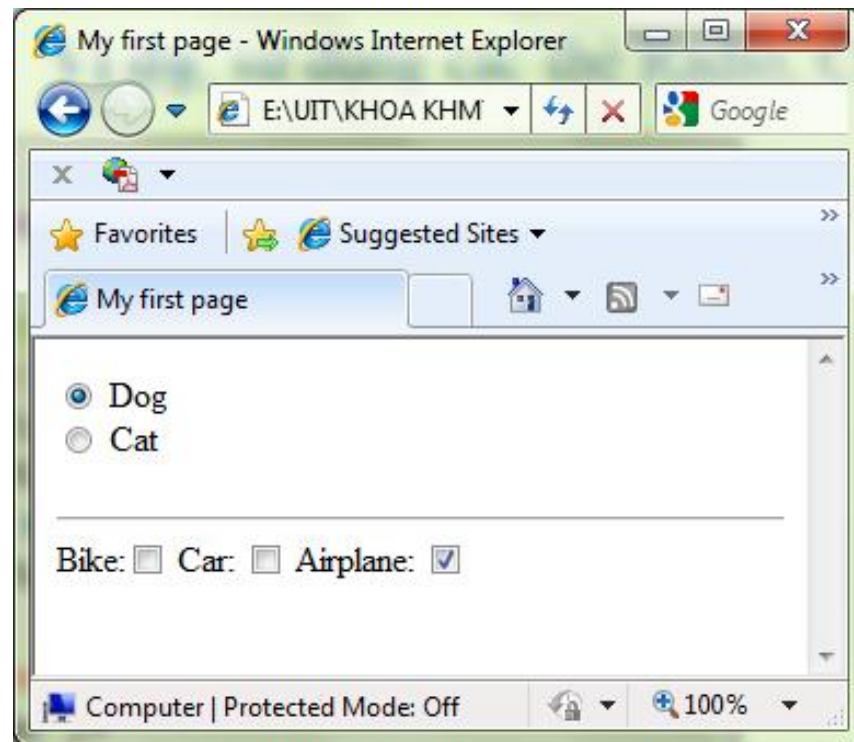 My first page - Windows Internet Explorer
E:\UIT\KHOA KHM Google
Favorites Suggested Sites
My first page
Dog
Cat
Bike: Car: Airplane:
Computer | Protected Mode: Off 100%